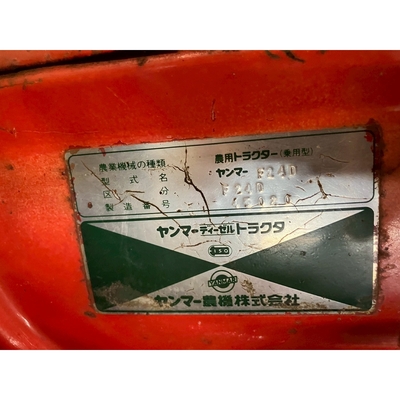 農業機械の種類 農用トラクター(乗用型)
型式名 ヤンマー F24D
区分 F24D
製造番号
ヤンマーディーゼルトラクタ
YANMAR
ヤンマー農機株式会社